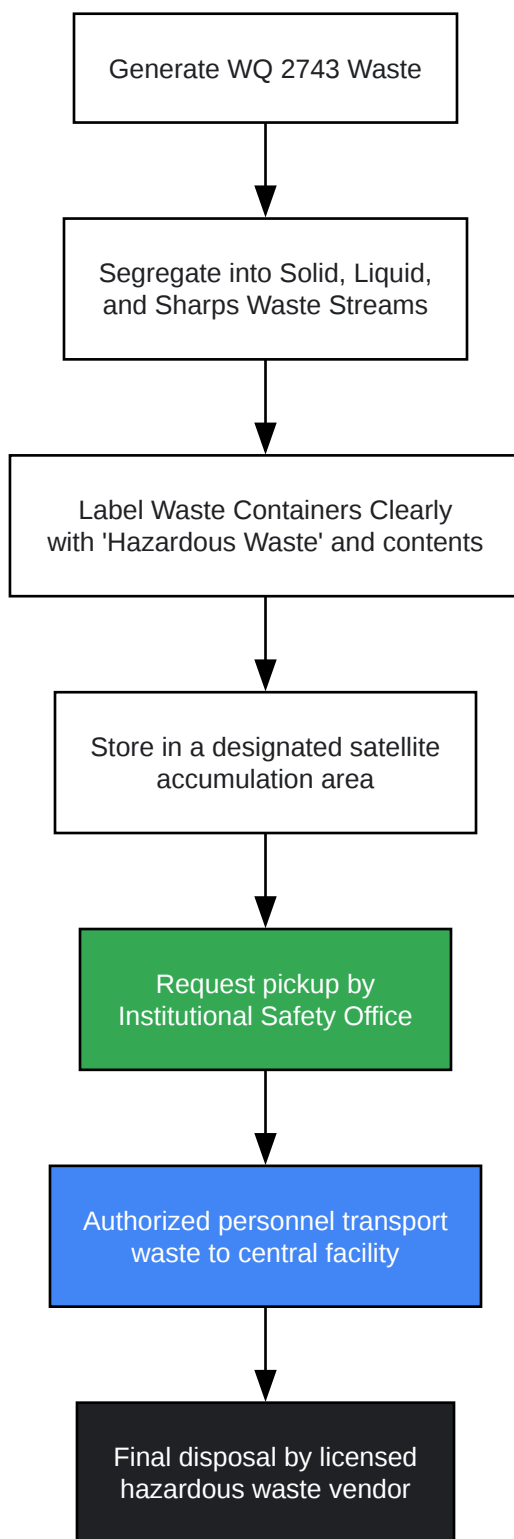 Generate WQ 2743 Waste
Segregate into Solid, Liquid,
and Sharps Waste Streams
Label Waste Containers Clearly
with 'Hazardous Waste' and contents
Store in a designated satellite
accumulation area
Request pickup by
Institutional Safety Office
Authorized personnel transport
waste to central facility
Final disposal by licensed
hazardous waste vendor